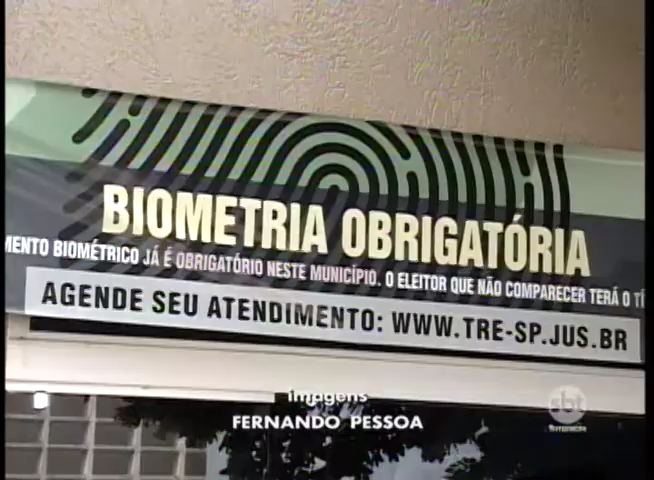 BIOMETRIA OBRIGATÓRIA
MENTO BIOMÉTRICO JÁ É OBRIGATÓRIO NESTE MUNICÍPIO. O ELEITOR QUE NÃO COMPARECER TERÁ O TÍ
AGENDE SEU ATENDIMENTO: WWW.TRE-SP.JUS.BR
imagens
FERNANDO PESSOA
sbt